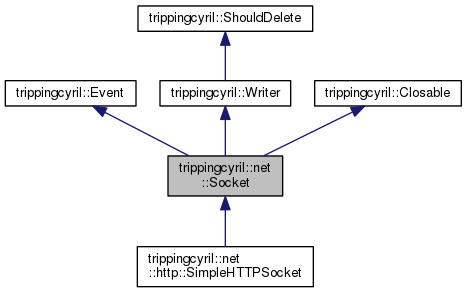 trippingcyril::ShouldDelete
trippingcyril::Event
trippingcyril::Writer
trippingcyril::Closable
trippingcyril::net
::Socket
trippingcyril::net
::http::SimpleHTTPSocket